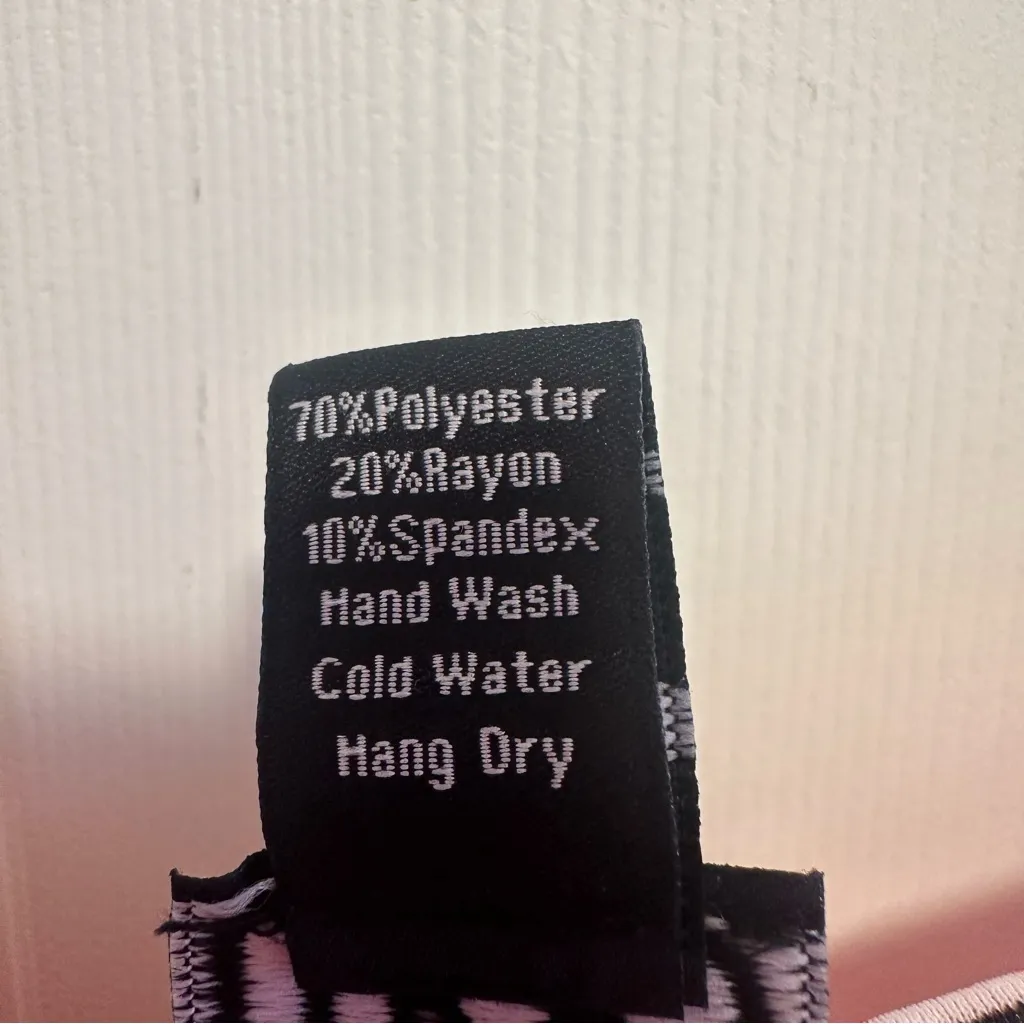 70%Polyester
20%Rayon
10%Spandex
Hand Wash
Cold Water
Hang Dry